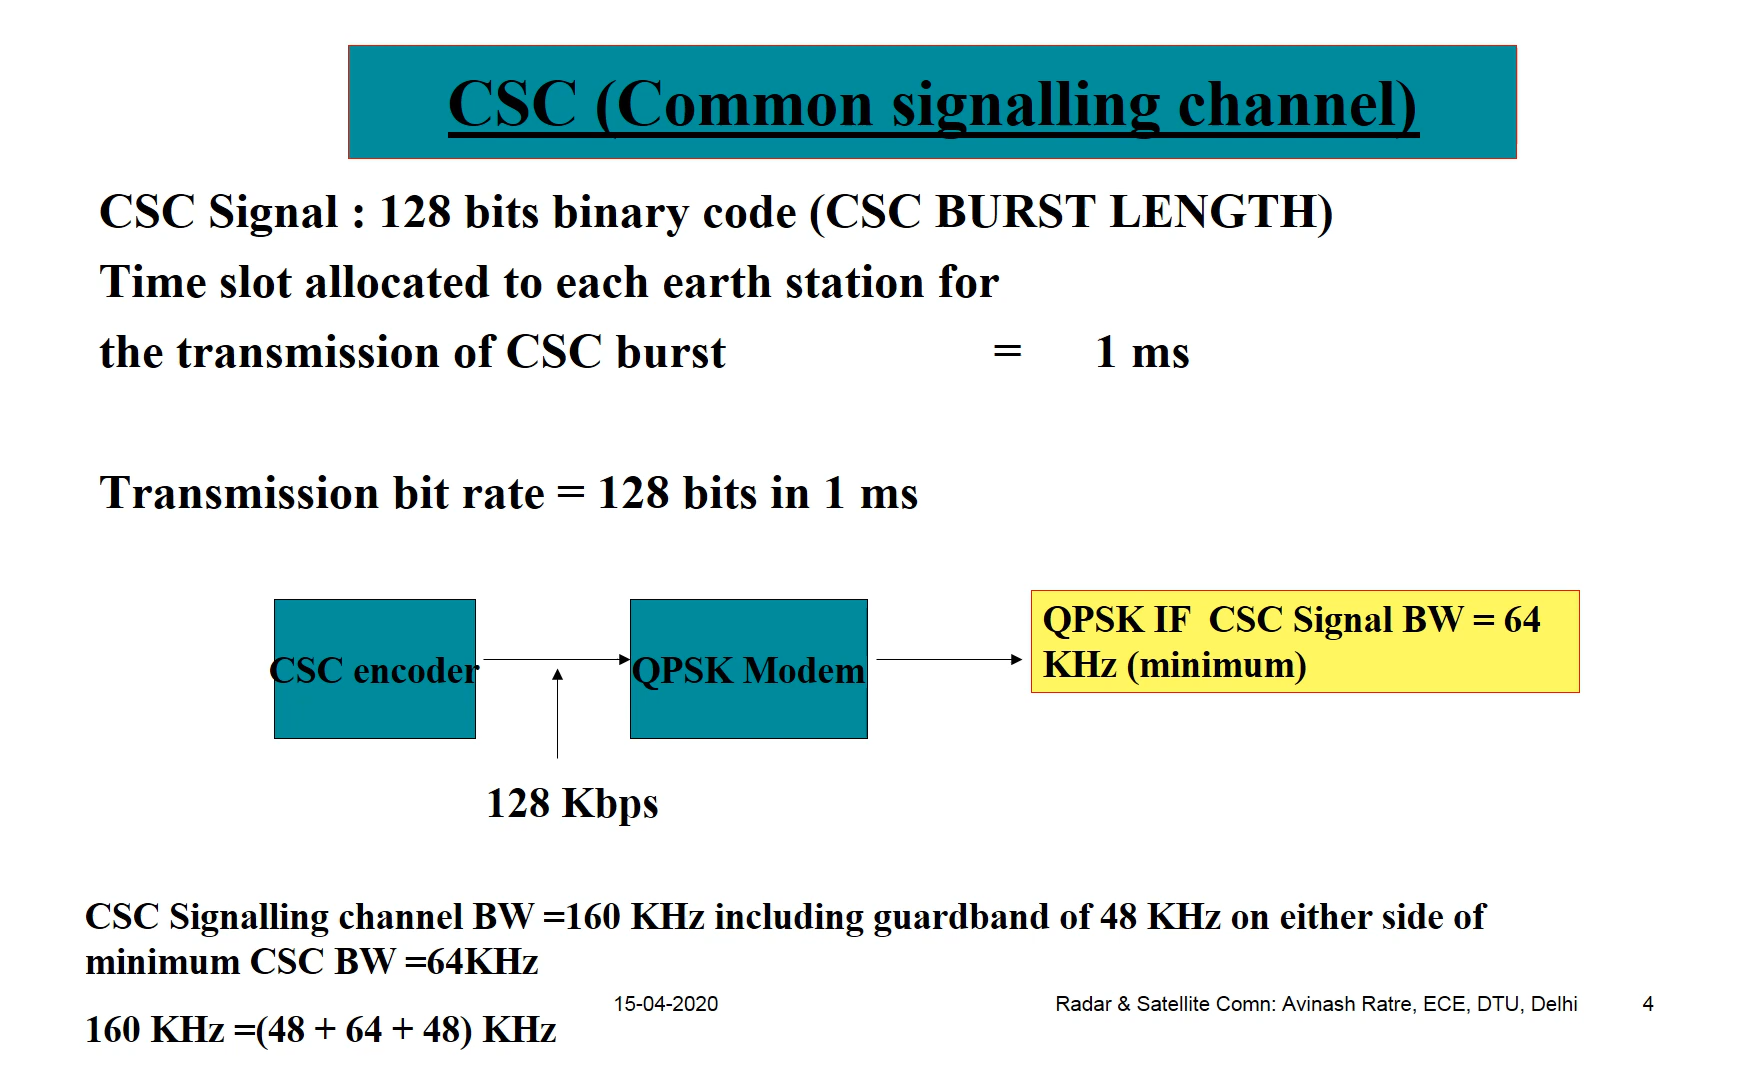 CSC (Common signalling channel)
CSC Signal : 128 bits binary code (CSC BURST LENGTH)
Time slot allocated to each earth station for
the transmission of CSC burst = 1 ms
Transmission bit rate = 128 bits in 1 ms
CSC encoder
QPSK Modem
QPSK IF CSC Signal BW = 64
KHz (minimum)
128 Kbps
CSC Signalling channel BW =160 KHz including guardband of 48 KHz on either side of
minimum CSC BW =64KHz
160 KHz =(48 + 64 + 48) KHz
15-04-2020
Radar & Satellite Comn: Avinash Ratre, ECE, DTU, Delhi
4